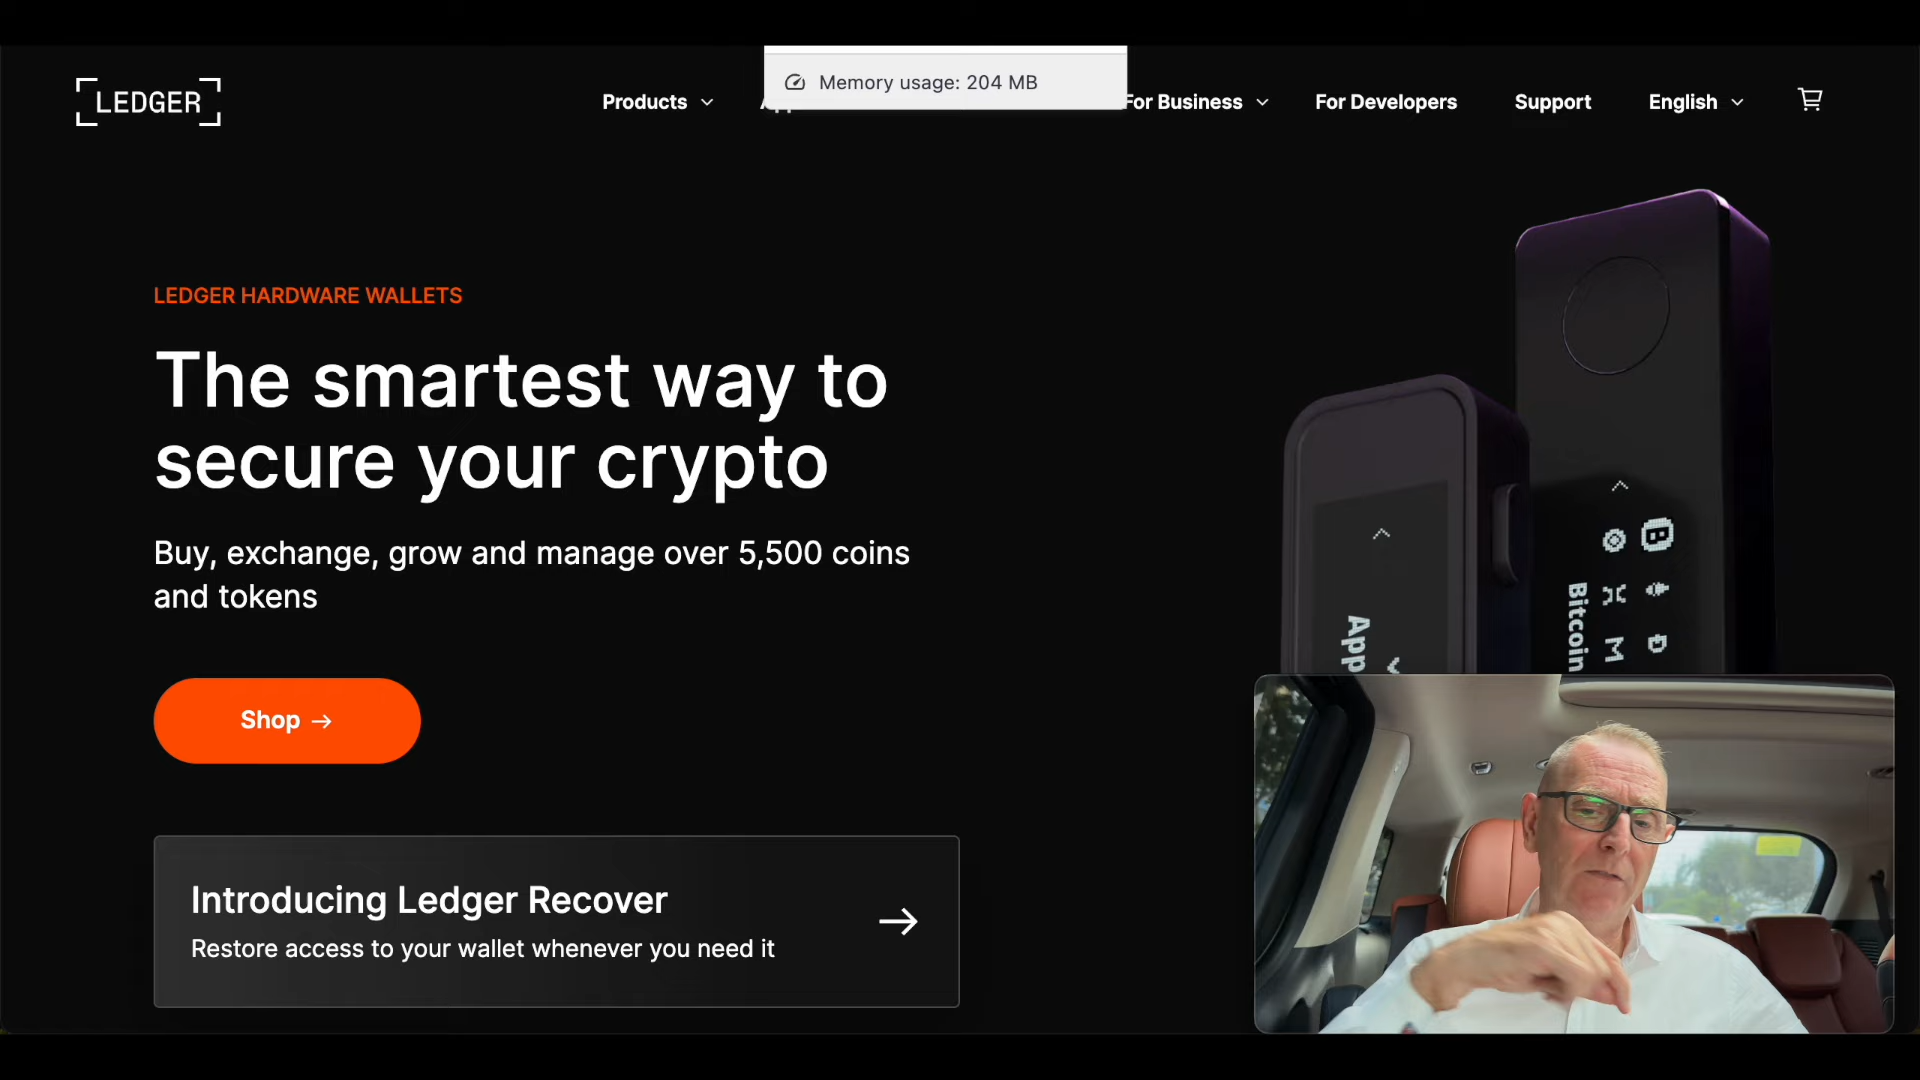 LEDGER
Products
Memory usage: 204 MB
For Business
For Developers
Support
English
LEDGER HARDWARE WALLETS
The smartest way to
secure your crypto
Buy, exchange, grow and manage over 5,500 coins
and tokens
Shop →
Introducing Ledger Recover
Restore access to your wallet whenever you need it
App
Bitcoin